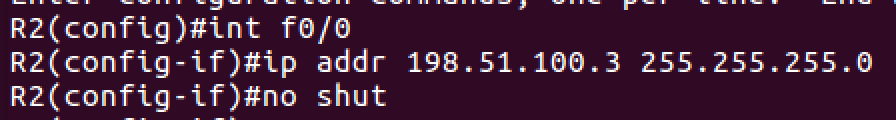 R2(config)#int f0/0
R2(config-if)#ip addr 198.51.100.3 255.255.255.0
R2(config-if)#no shut